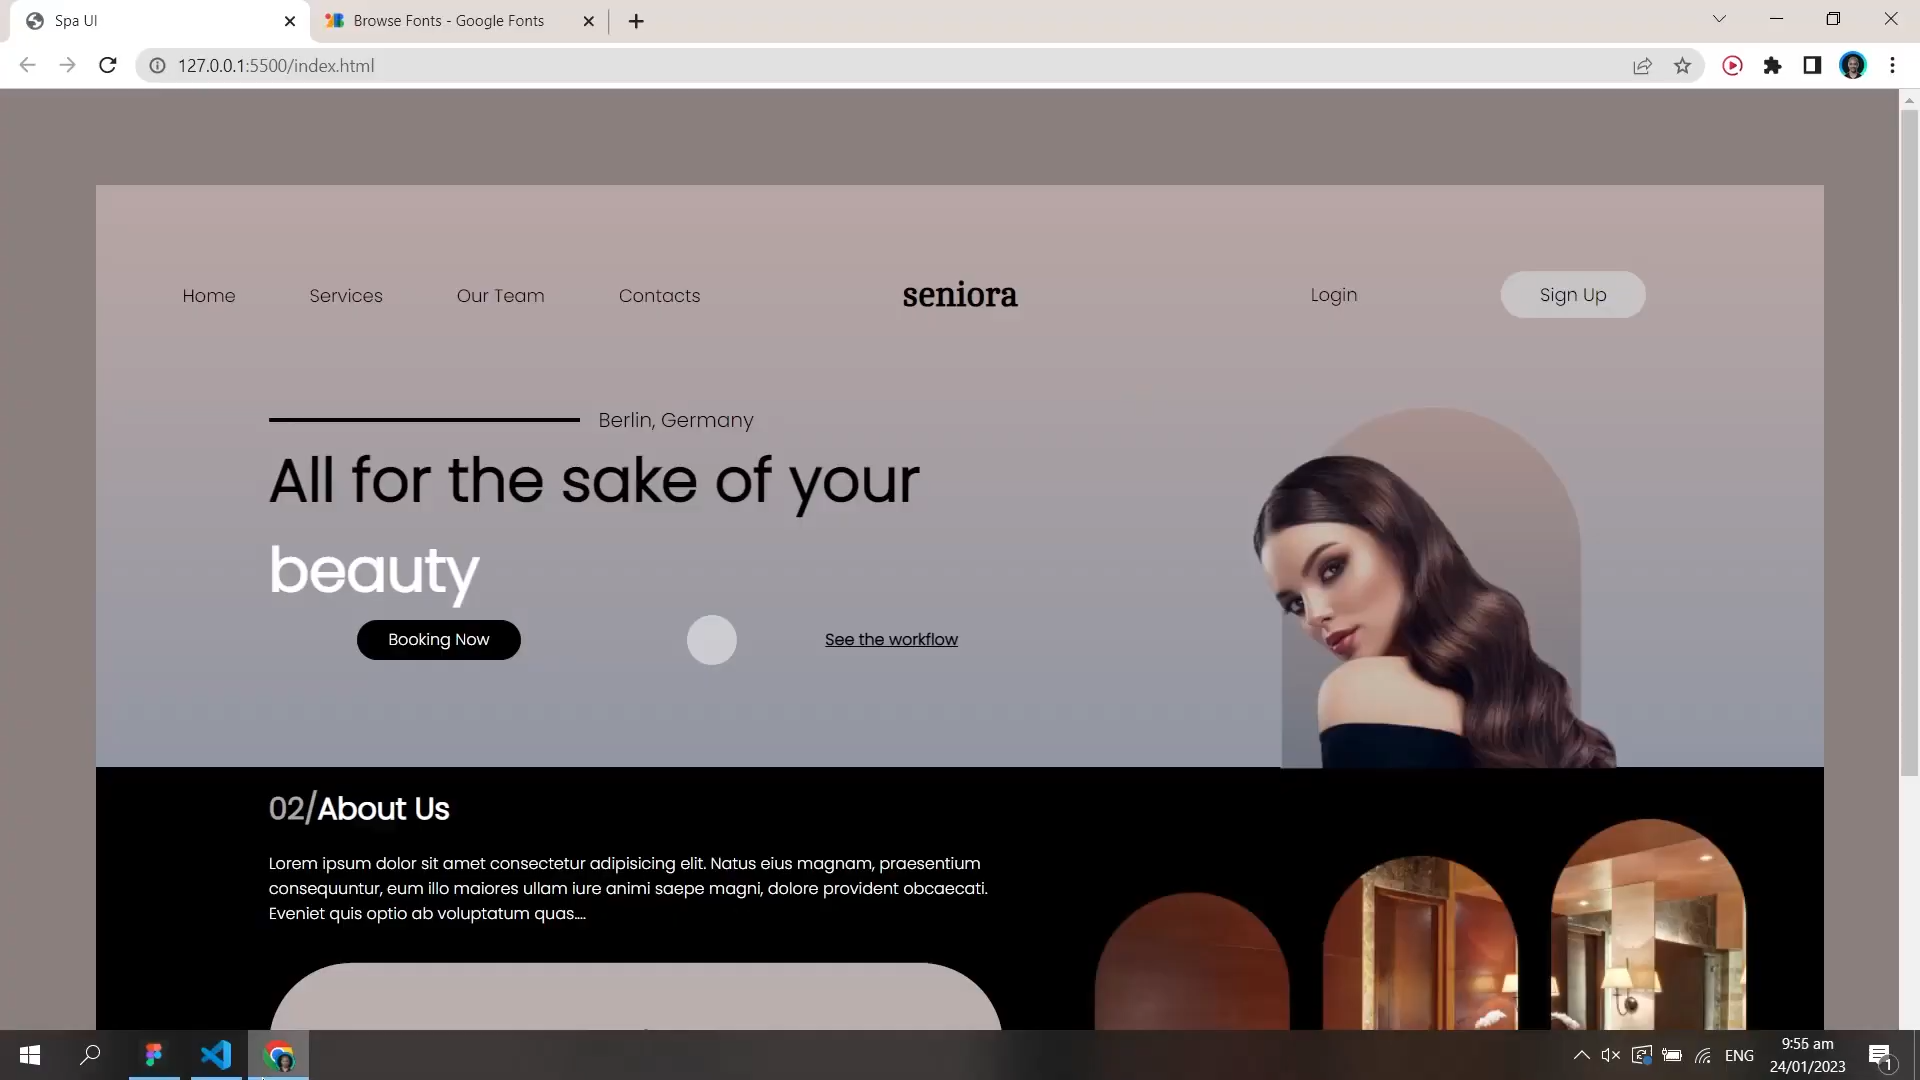 Spa UI
Browse Fonts - Google Fonts
127.0.0.1:5500/index.html
Home
Services
Our Team
Contacts
seniora
Login
Sign Up
Berlin, Germany
All for the sake of your
beauty
Booking Now
See the workflow
02/About Us
Lorem ipsum dolor sit amet consectetur adipisicing elit. Natus eius magnam, praesentium
consequuntur, eum illo maiores ullam iure animi saepe magni, dolore provident obcaecati.
Eveniet quis optio ab voluptatum quas....
ENG
9:55 am
24/01/2023
1